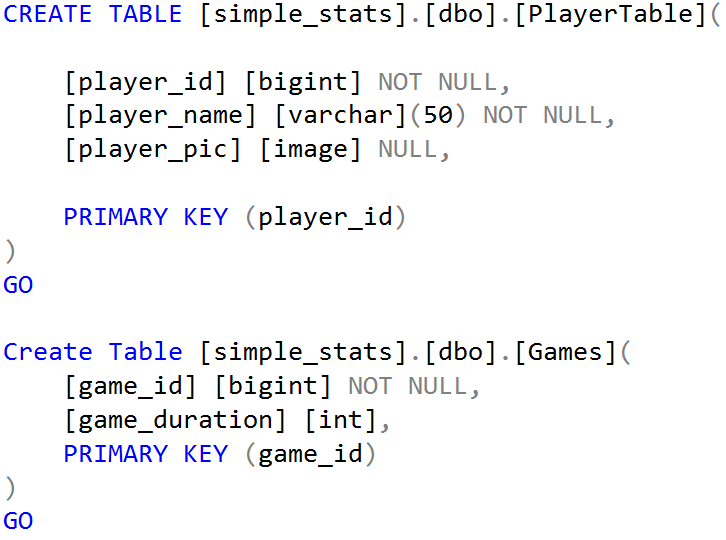 CREATE TABLE [simple_stats].[dbo].[PlayerTable](
[player_id] [bigint] NOT NULL,
[player_name] [varchar](50) NOT NULL,
[player_pic] [image] NULL,
PRIMARY KEY (player_id)
)
GO
Create Table [simple_stats].[dbo].[Games](
[game_id] [bigint] NOT NULL,
[game_duration] [int],
PRIMARY KEY (game_id)
)
GO